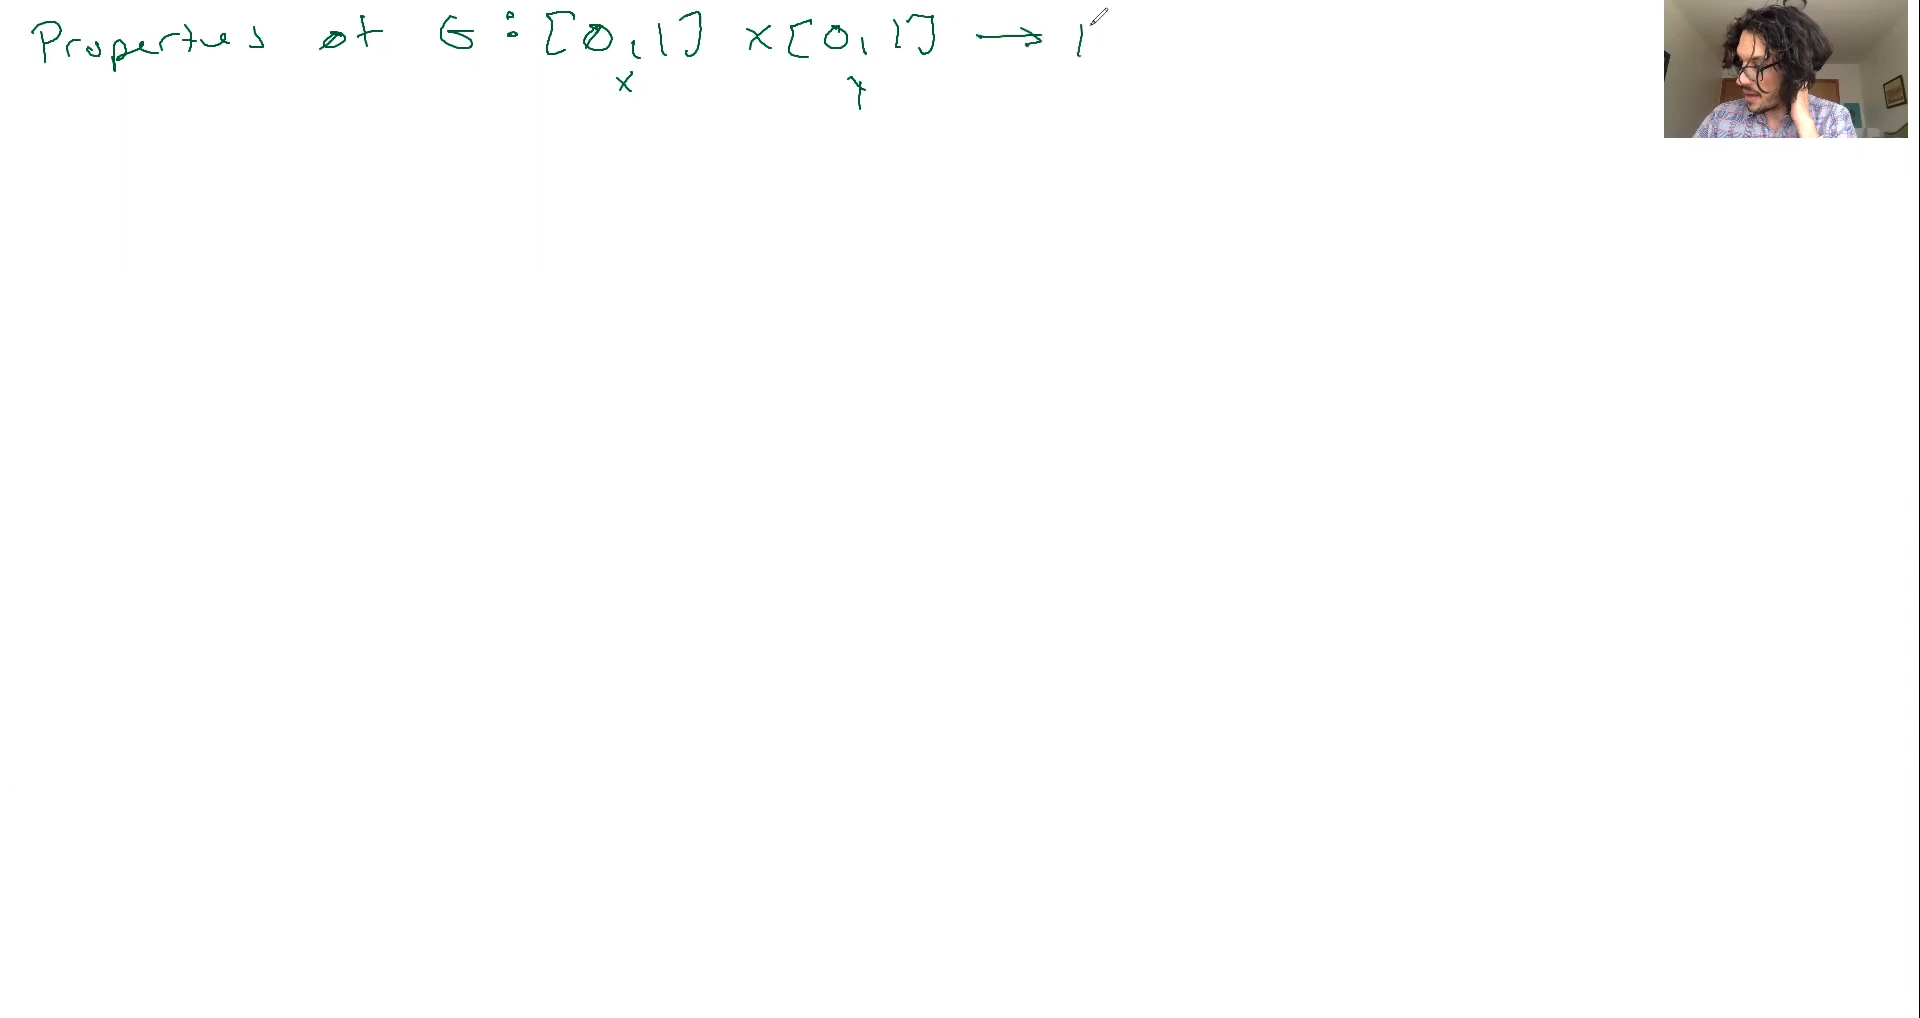 Properties of G : [0,1] x [0,1] →
x y